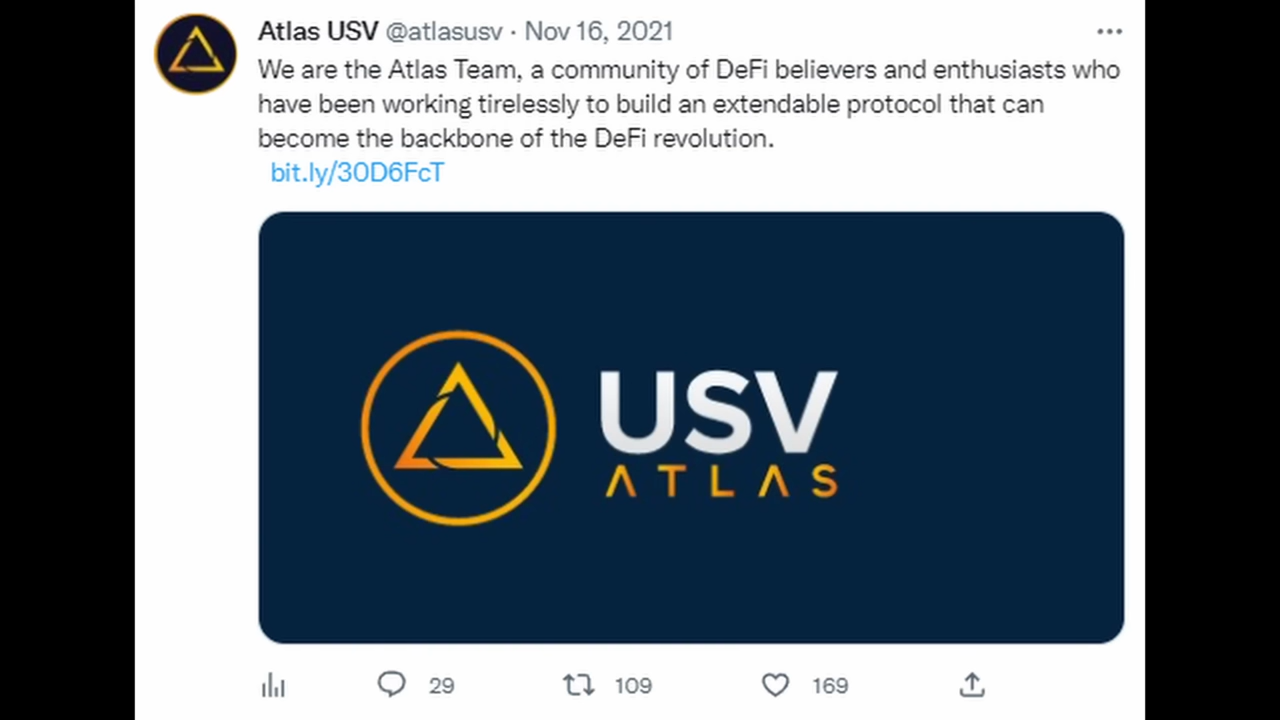 Atlas USV @atlasusv · Nov 16, 2021
We are the Atlas Team, a community of DeFi believers and enthusiasts who
have been working tirelessly to build an extendable protocol that can
become the backbone of the DeFi revolution.
bit.ly/30D6FcT
USV
ATLAS
29 109 169